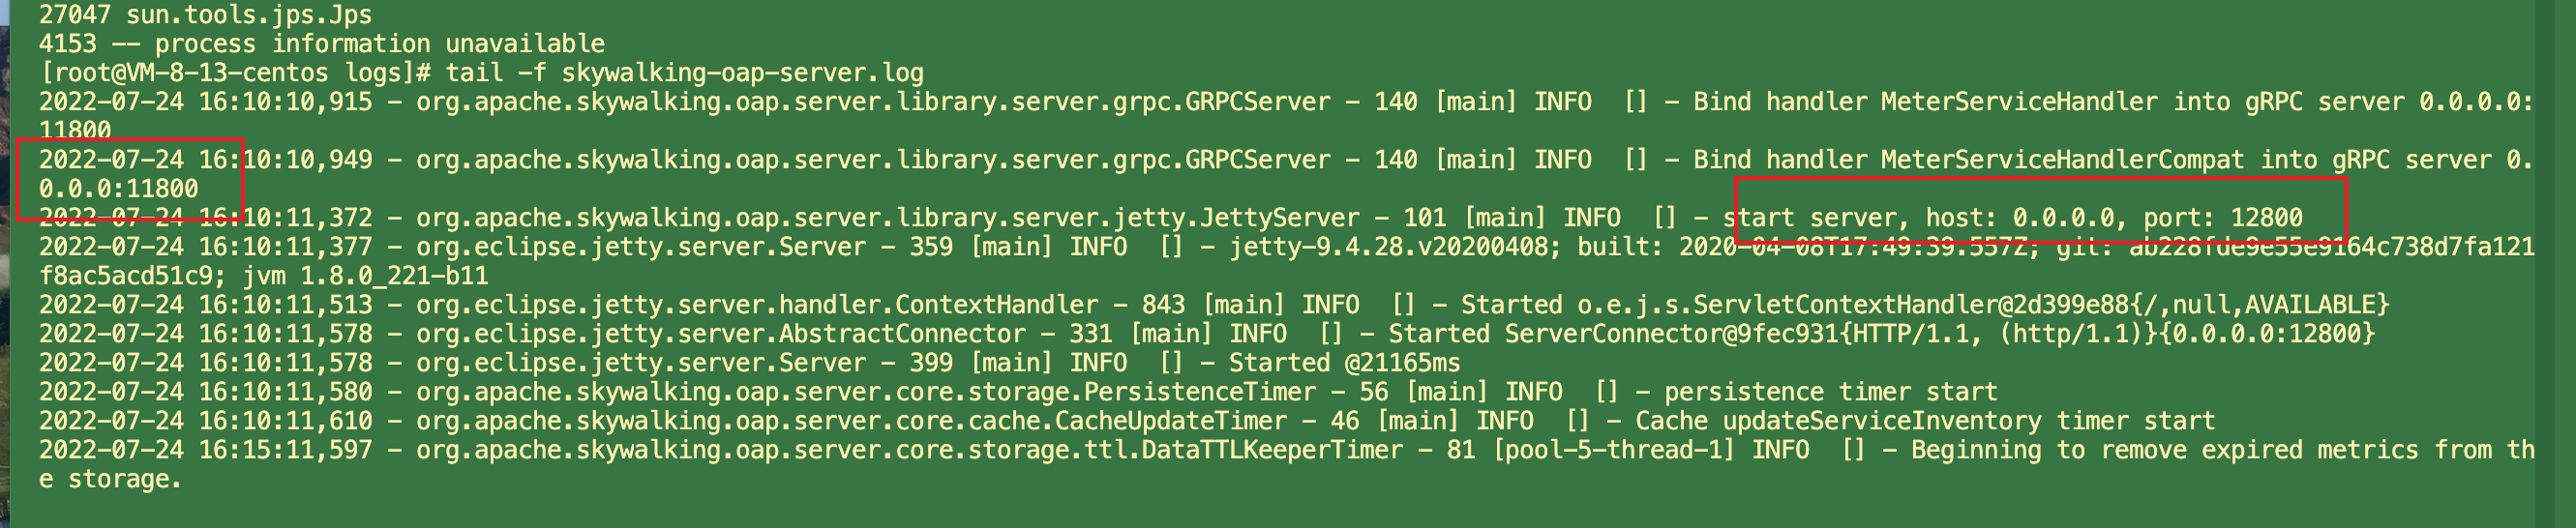 27047 sun.tools.jps.Jps
4153 -- process information unavailable
[root@VM-8-13-centos logs]# tail -f skywalking-oap-server.log
2022-07-24 16:10:10,915 - org.apache.skywalking.oap.server.library.server.grpc.GRPCServer - 140 [main] INFO  [] - Bind handler MeterServiceHandler into gRPC server 0.0.0.0:
11800
2022-07-24 16:10:10,949 - org.apache.skywalking.oap.server.library.server.grpc.GRPCServer - 140 [main] INFO  [] - Bind handler MeterServiceHandlerCompat into gRPC server 0.
0.0.0:11800
2022-07-24 16:10:11,372 - org.apache.skywalking.oap.server.library.server.jetty.JettyServer - 101 [main] INFO  [] - start server, host: 0.0.0.0, port: 12800
2022-07-24 16:10:11,377 - org.eclipse.jetty.server.Server - 359 [main] INFO  [] - jetty-9.4.28.v20200408; built: 2020-04-08T17:49:39.557Z; git: ab228fde9e55e9164c738d7fa121
f8ac5acd51c9; jvm 1.8.0_221-b11
2022-07-24 16:10:11,513 - org.eclipse.jetty.server.handler.ContextHandler - 843 [main] INFO  [] - Started o.e.j.s.ServletContextHandler@2d399e88{/,null,AVAILABLE}
2022-07-24 16:10:11,578 - org.eclipse.jetty.server.AbstractConnector - 331 [main] INFO  [] - Started ServerConnector@9fec931{HTTP/1.1, (http/1.1)}{0.0.0.0:12800}
2022-07-24 16:10:11,578 - org.eclipse.jetty.server.Server - 399 [main] INFO  [] - Started @21165ms
2022-07-24 16:10:11,580 - org.apache.skywalking.oap.server.core.storage.PersistenceTimer - 56 [main] INFO  [] - persistence timer start
2022-07-24 16:10:11,610 - org.apache.skywalking.oap.server.core.cache.CacheUpdateTimer - 46 [main] INFO  [] - Cache updateServiceInventory timer start
2022-07-24 16:15:11,597 - org.apache.skywalking.oap.server.core.storage.ttl.DataTTLKeeperTimer - 81 [pool-5-thread-1] INFO  [] - Beginning to remove expired metrics from th
e storage.